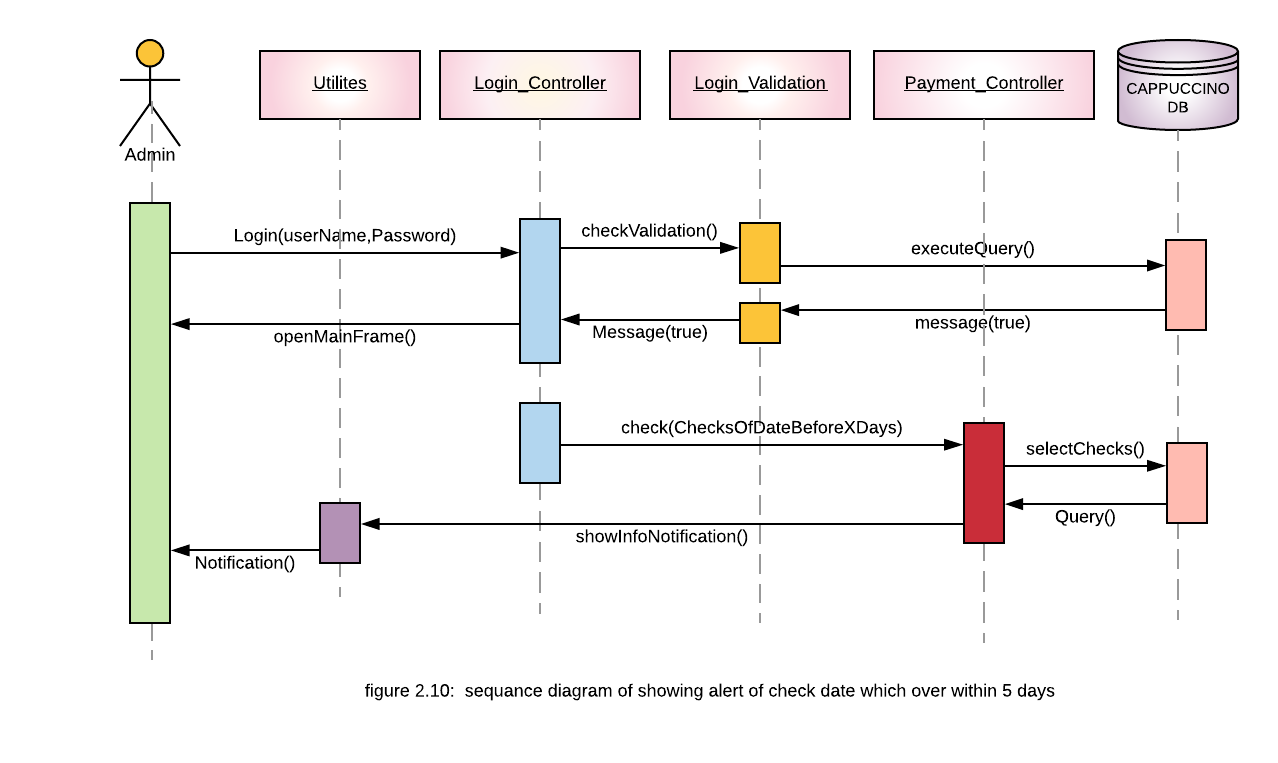 Utilites
Login_Controller
Login_Validation
Payment_Controller
CAPPUCCINO
DB
Admin
Login(userName,Password)
checkValidation()
executeQuery()
openMainFrame()
Message(true)
message(true)
check(ChecksOfDateBeforeXDays)
selectChecks()
Query()
showInfoNotification()
Notification()
figure 2.10:  sequance diagram of showing alert of check date which over within 5 days